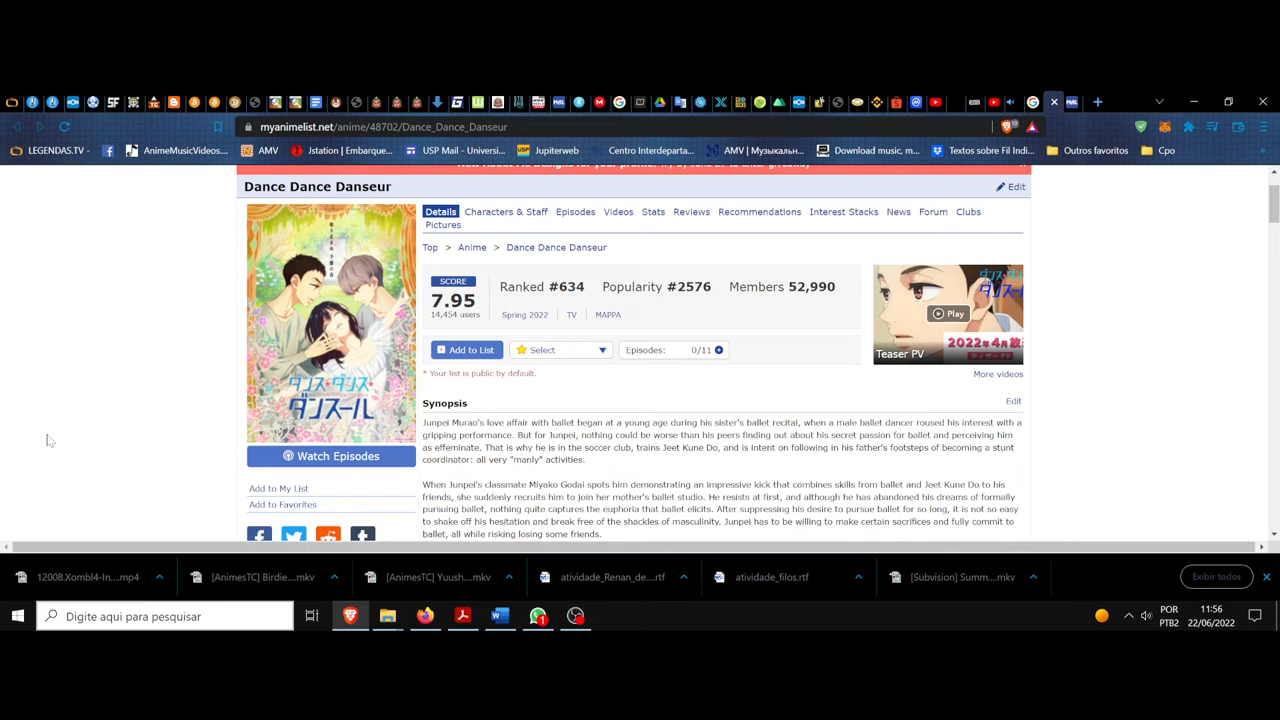 myanimelist.net/anime/48702/Dance_Dance_Danseur
LEGENDAS.TV -
AnimeMusicVideos...
AMV
Jstation | Embarque...
USP Mail - Universi...
Jupiterweb
Centro Interdeparta...
AMV | Музыкальн...
Download music, m...
Textos sobre Fil Indi...
Outros favoritos
Cpo
Dance Dance Danseur
Edit
Details Characters & Staff Episodes Videos Stats Reviews Recommendations Interest Stacks News Forum Clubs
Pictures
Top > Anime > Dance Dance Danseur
SCORE
7.95
14,454 users
Ranked #634 Popularity #2576 Members 52,990
Spring 2022 | TV | MAPPA
Add to List
Select
Episodes: 0/11
* Your list is public by default.
Play
2022年4月放
Teaser PV
More videos
ダンス・ダンス・
ダンスール
Synopsis
Edit
Junpei Murao's love affair with ballet began at a young age during his sister's ballet recital, when a male ballet dancer roused his interest with a
gripping performance. But for Junpei, nothing could be worse than his peers finding out about his secret passion for ballet and perceiving him
as effeminate. That is why he is in the soccer club, trains Jeet Kune Do, and is intent on following in his father's footsteps of becoming a stunt
coordinator: all very "manly" activities.
When Junpei's classmate Miyako Godai spots him demonstrating an impressive kick that combines skills from ballet and Jeet Kune Do to his
friends, she suddenly recruits him to join her mother's ballet studio. He resists at first, and although he has abandoned his dreams of formally
pursuing ballet, nothing quite captures the euphoria that ballet elicits. After suppressing his desire to pursue ballet for so long, it is not so easy
to shake off his hesitation and break free of the shackles of masculinity. Junpei has to be willing to make certain sacrifices and fully commit to
ballet, all while risking losing some friends.
Watch Episodes
Add to My List
Add to Favorites
12008.Xombl4-In....mp4
[AnimesTC] Birdie....mkv
[AnimesTC] Yuush....mkv
atividade_Renan_de....rtf
atividade_filos.rtf
[Subvision] Summ....mkv
Exibir todos
Digite aqui para pesquisar
1
POR
PTB2
11:56
22/06/2022